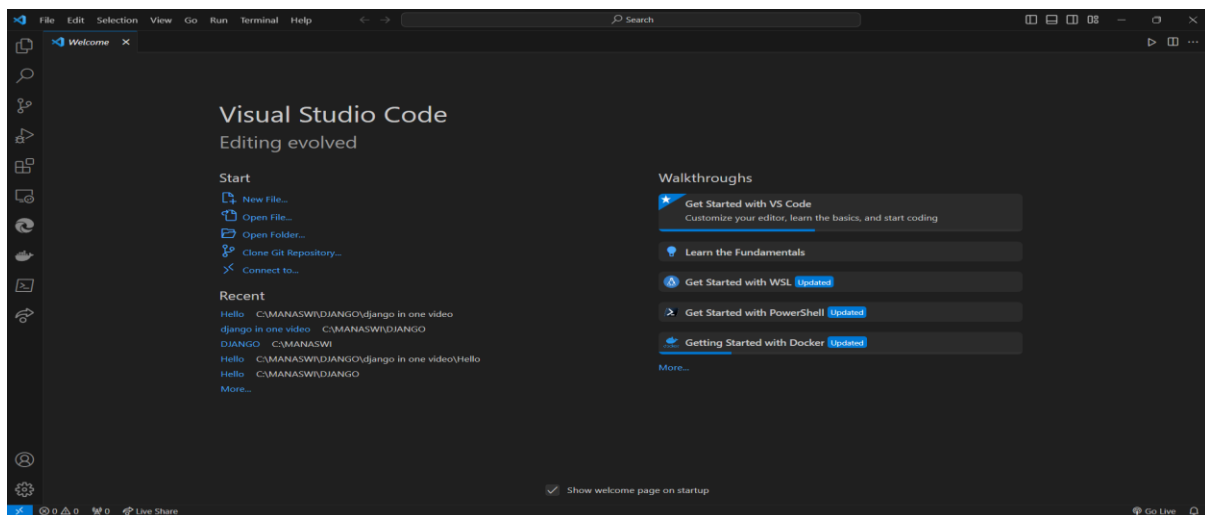 File Edit Selection View Go Run Terminal Help Search
Welcome
Visual Studio Code
Editing evolved
Start
New File...
Open File...
Open Folder...
Clone Git Repository...
Connect to...
Recent
Hello C:\MANASWI\DJANGO\django in one video
django in one video C:\MANASWI\DJANGO
DJANGO C:\MANASWI
Hello C:\MANASWI\DJANGO\django in one video\Hello
Hello C:\MANASWI\DJANGO
More...
Walkthroughs
Get Started with VS Code
Customize your editor, learn the basics, and start coding
Learn the Fundamentals
Get Started with WSL Updated
Get Started with PowerShell Updated
Getting Started with Docker Updated
More...
Show welcome page on startup
0 0 0 Live Share Go Live